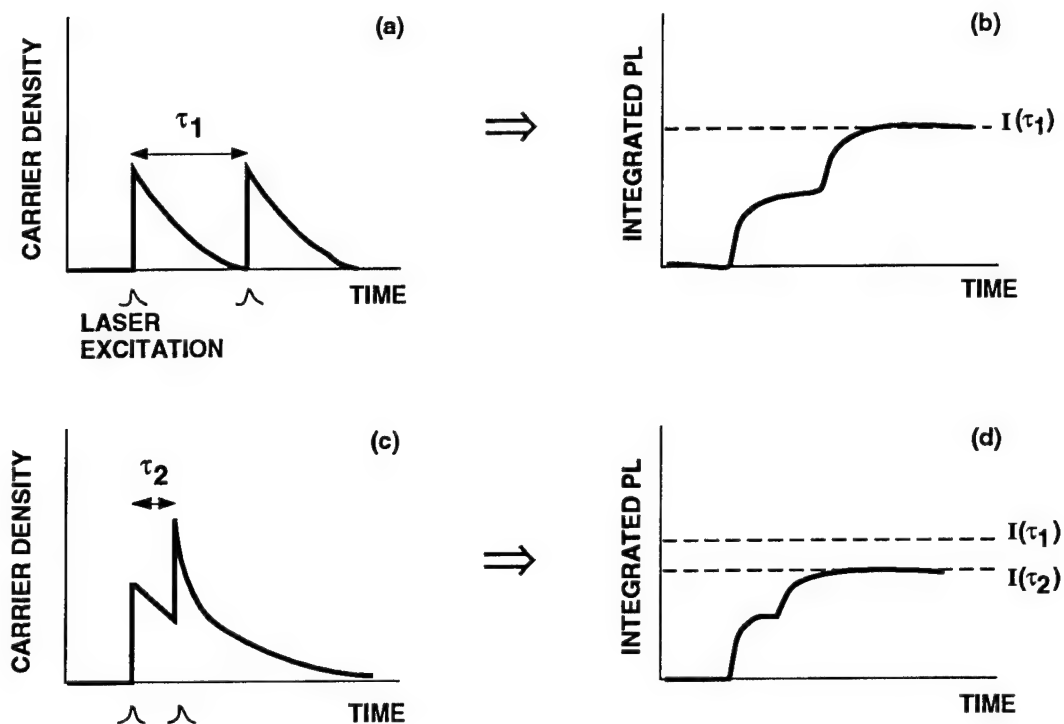 (a)
CARRIER DENSITY
τ1
TIME
LASER
EXCITATION
⇒
(b)
INTEGRATED PL
I(τ1)
TIME
(c)
CARRIER DENSITY
τ2
TIME
⇒
(d)
INTEGRATED PL
I(τ1)
I(τ2)
TIME